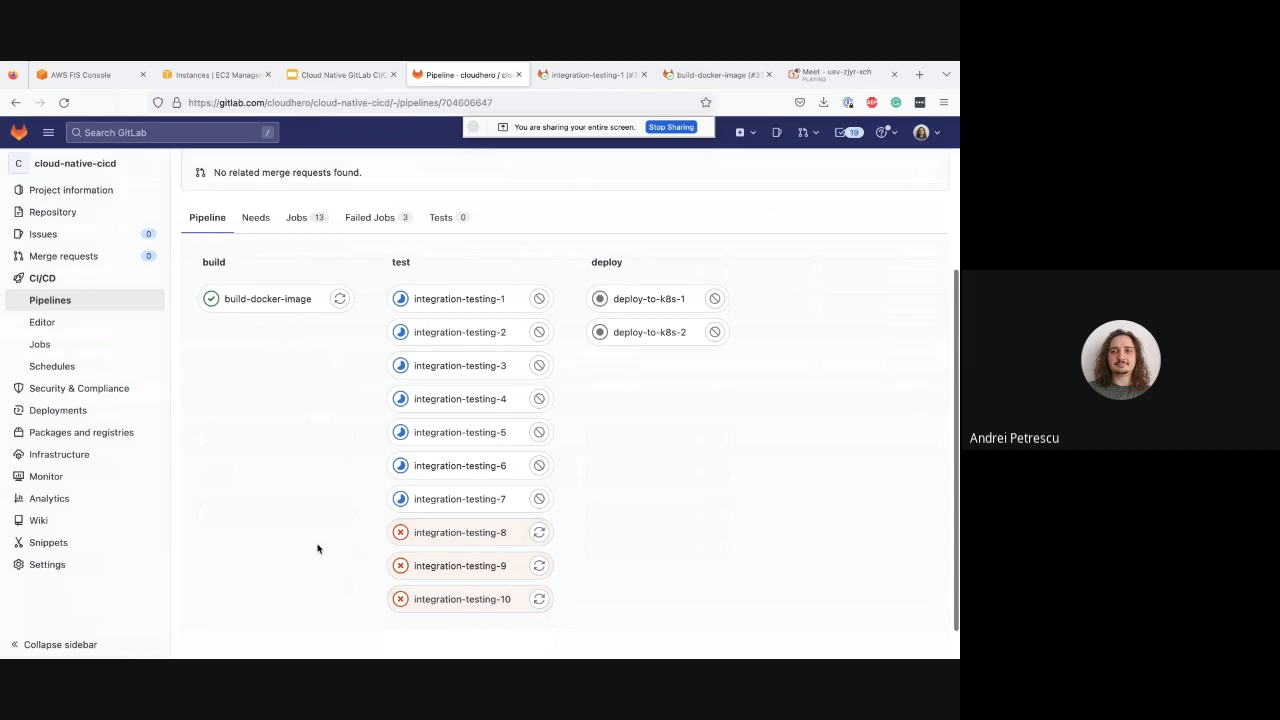 AWS FIS Console
Instances | EC2 Manager
Cloud Native GitLab CI/C
Pipeline · cloudhero / clo
integration-testing-1 (#3
build-docker-image (#3
Meet - uev-zjyr-xch
PLAYING
https://gitlab.com/cloudhero/cloud-native-cicd/-/pipelines/704606647
ABP
Search GitLab
/
You are sharing your entire screen.
Stop Sharing
19
C
cloud-native-cicd
Project information
Repository
Issues
0
Merge requests
0
CI/CD
Pipelines
Editor
Jobs
Schedules
Security & Compliance
Deployments
Packages and registries
Infrastructure
Monitor
Analytics
Wiki
Snippets
Settings
Collapse sidebar
No related merge requests found.
Pipeline
Needs
Jobs 13
Failed Jobs 3
Tests 0
build
build-docker-image
test
integration-testing-1
integration-testing-2
integration-testing-3
integration-testing-4
integration-testing-5
integration-testing-6
integration-testing-7
integration-testing-8
integration-testing-9
integration-testing-10
deploy
deploy-to-k8s-1
deploy-to-k8s-2
Andrei Petrescu